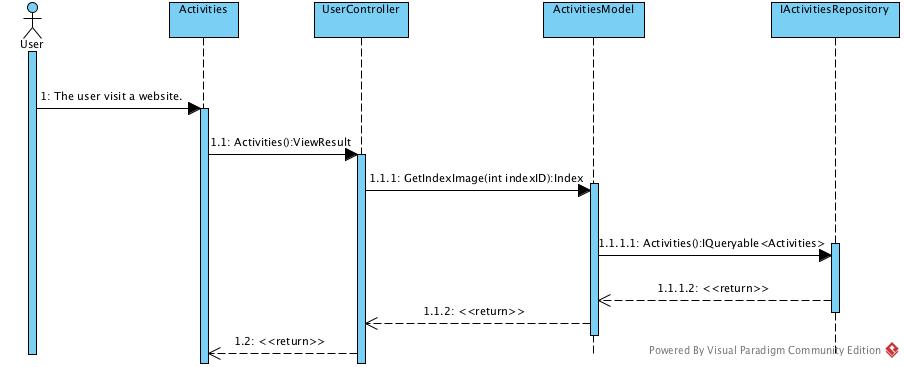 Activities
UserController
ActivitiesModel
IActivitiesRepository
User
1: The user visit a website.
1.1: Activities():ViewResult
1.1.1: GetIndexImage(int indexID):Index
1.1.1.1: Activities():IQueryable<Activities>
1.1.1.2: <<return>>
1.1.2: <<return>>
1.2: <<return>>
Powered By Visual Paradigm Community Edition